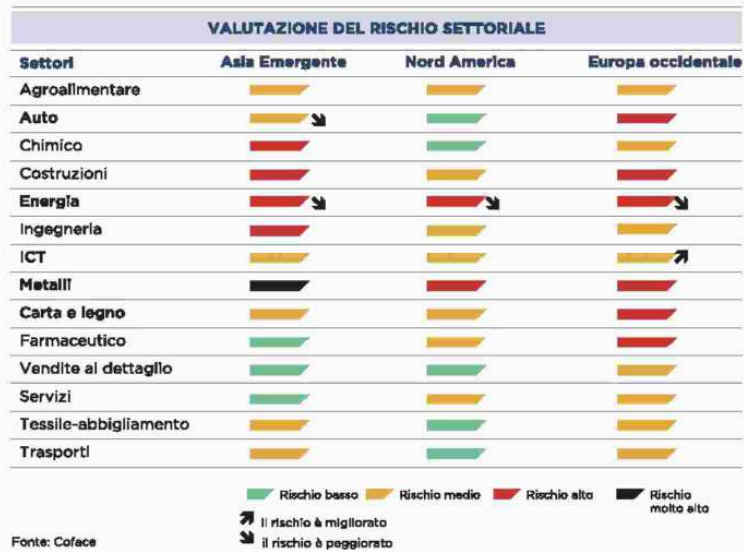 VALUTAZIONE DEL RISCHIO SETTORIALE
Settori Asia Emergente Nord America Europa occidentale
Agroalimentare
Auto
Chimico
Costruzioni
Energia
Ingegneria
ICT
Metalli
Carta e legno
Farmaceutico
Vendite al dettaglio
Servizi
Tessile-abbigliamento
Trasporti
Rischio basso Rischio medio Rischio alto Rischio molto alto
Il rischio è migliorato
il rischio è peggiorato
Fonte: Coface